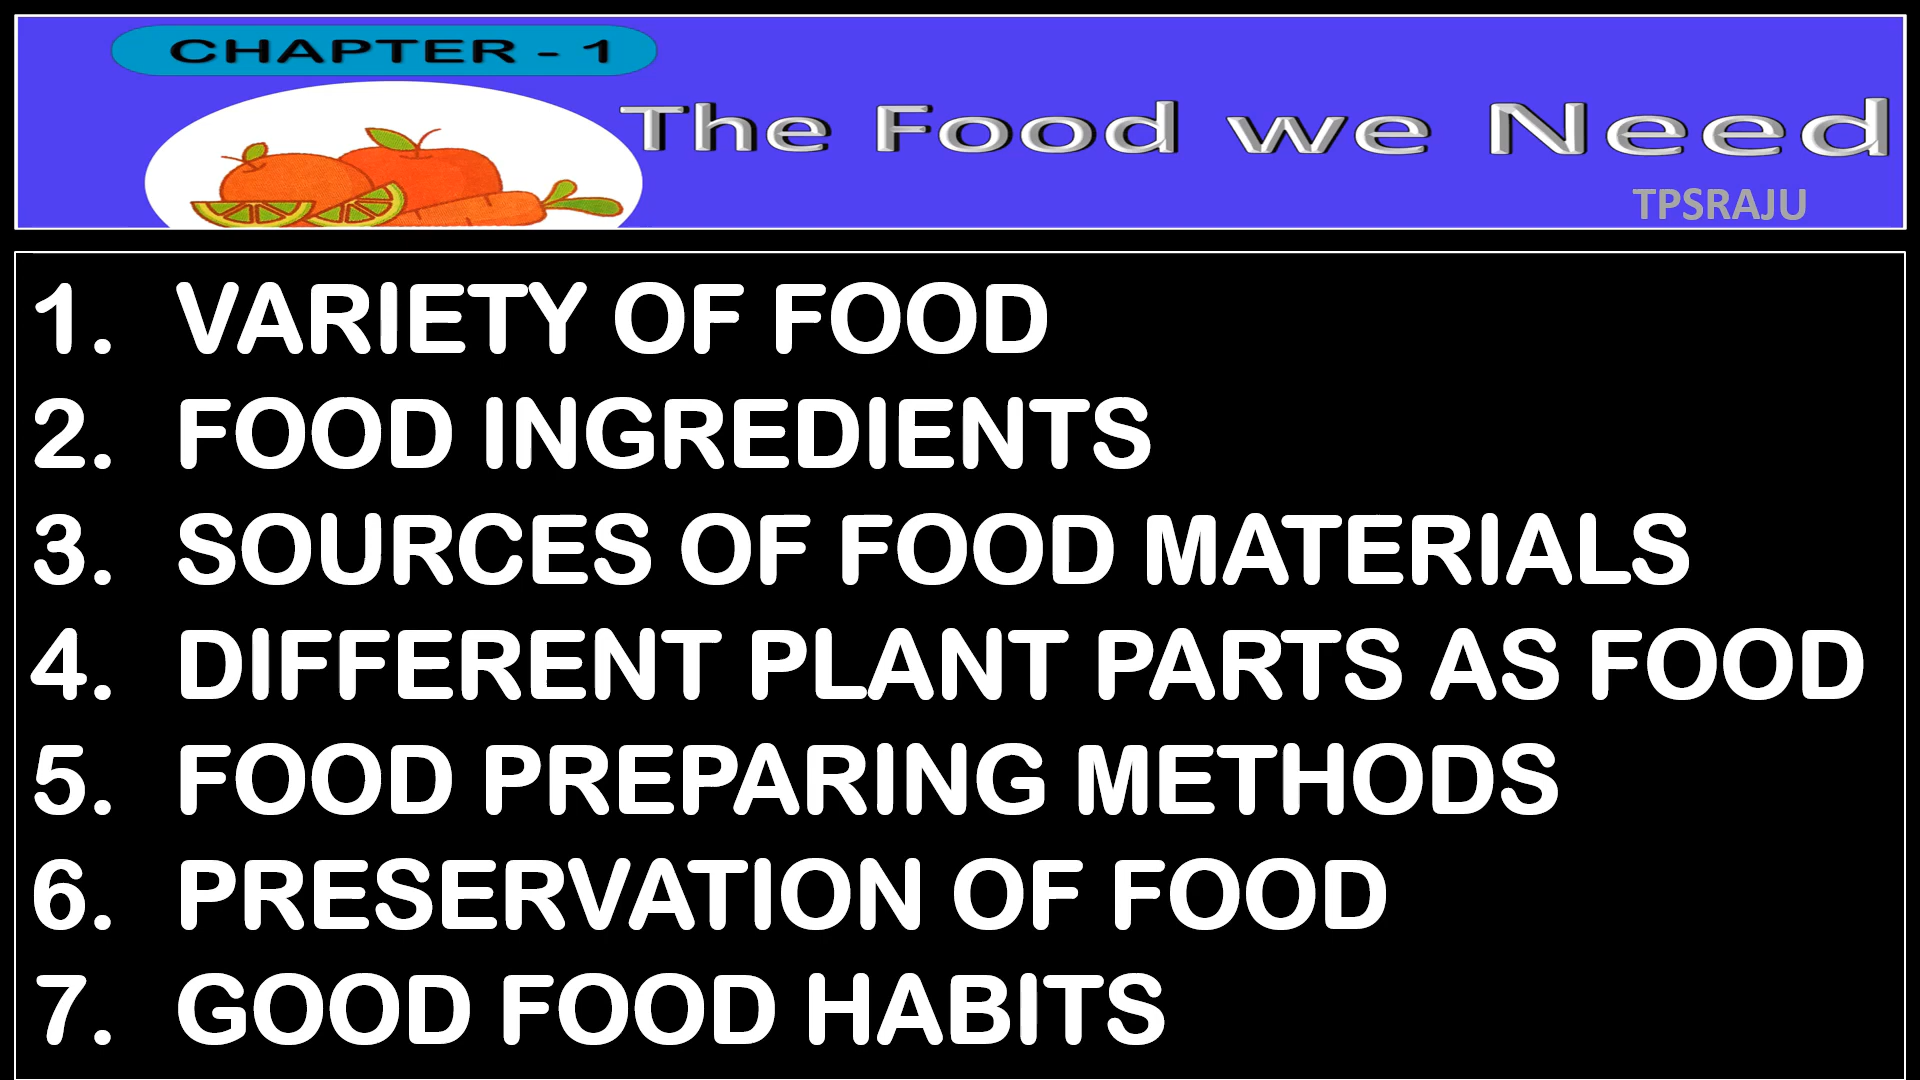 CHAPTER - 1
The Food we Need
TPSRAJU
1. VARIETY OF FOOD
2. FOOD INGREDIENTS
3. SOURCES OF FOOD MATERIALS
4. DIFFERENT PLANT PARTS AS FOOD
5. FOOD PREPARING METHODS
6. PRESERVATION OF FOOD
7. GOOD FOOD HABITS